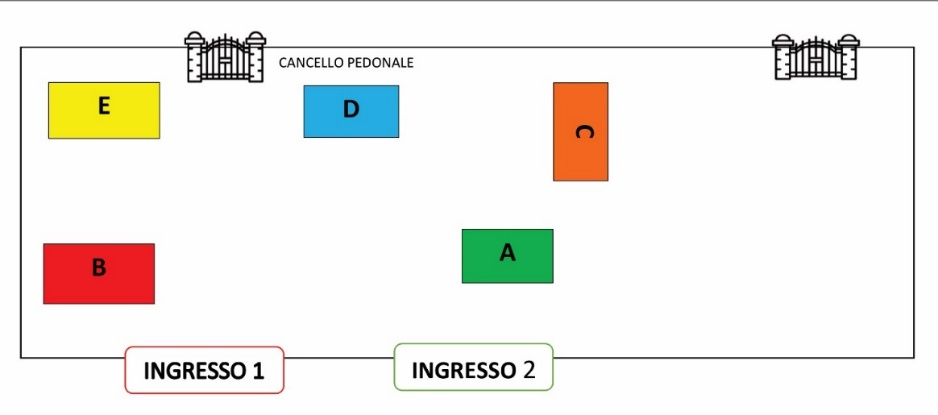 CANCELLO PEDONALE
E
D
C
A
B
INGRESSO 1
INGRESSO 2